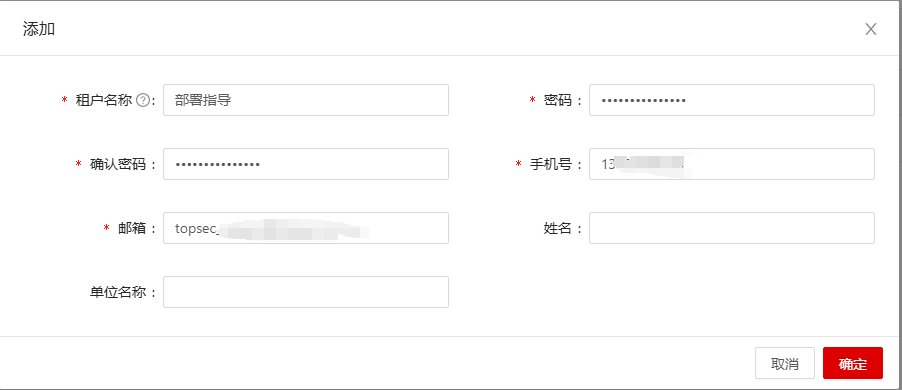 添加
* 租户名称 ? : 部署指导
* 密码 : •••••••••••••••
* 确认密码 : •••••••••••••••
* 手机号 : 13
* 邮箱 : topsec_
姓名 :
单位名称 :
取消 确定